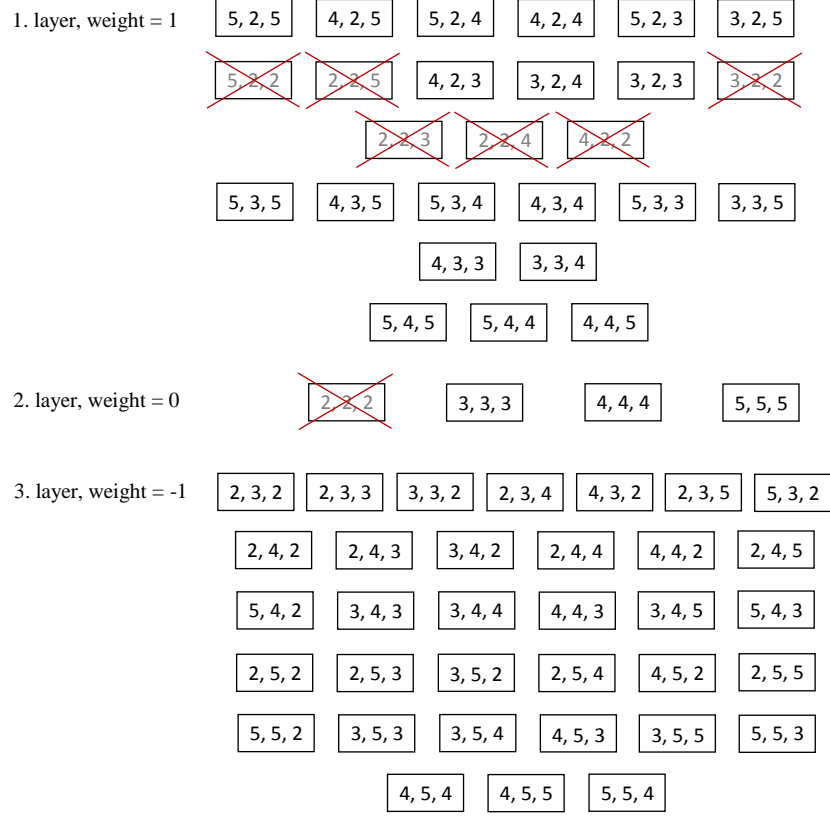 1. layer, weight = 1 5, 2, 5 4, 2, 5 5, 2, 4 4, 2, 4 5, 2, 3 3, 2, 5
5, 2, 2 2, 2, 5 4, 2, 3 3, 2, 4 3, 2, 3 3, 2, 2
2, 2, 3 2, 2, 4 4, 2, 2
5, 3, 5 4, 3, 5 5, 3, 4 4, 3, 4 5, 3, 3 3, 3, 5
4, 3, 3 3, 3, 4
5, 4, 5 5, 4, 4 4, 4, 5
2. layer, weight = 0 2, 2, 2 3, 3, 3 4, 4, 4 5, 5, 5
3. layer, weight = -1 2, 3, 2 2, 3, 3 3, 3, 2 2, 3, 4 4, 3, 2 2, 3, 5 5, 3, 2
2, 4, 2 2, 4, 3 3, 4, 2 2, 4, 4 4, 4, 2 2, 4, 5
5, 4, 2 3, 4, 3 3, 4, 4 4, 4, 3 3, 4, 5 5, 4, 3
2, 5, 2 2, 5, 3 3, 5, 2 2, 5, 4 4, 5, 2 2, 5, 5
5, 5, 2 3, 5, 3 3, 5, 4 4, 5, 3 3, 5, 5 5, 5, 3
4, 5, 4 4, 5, 5 5, 5, 4